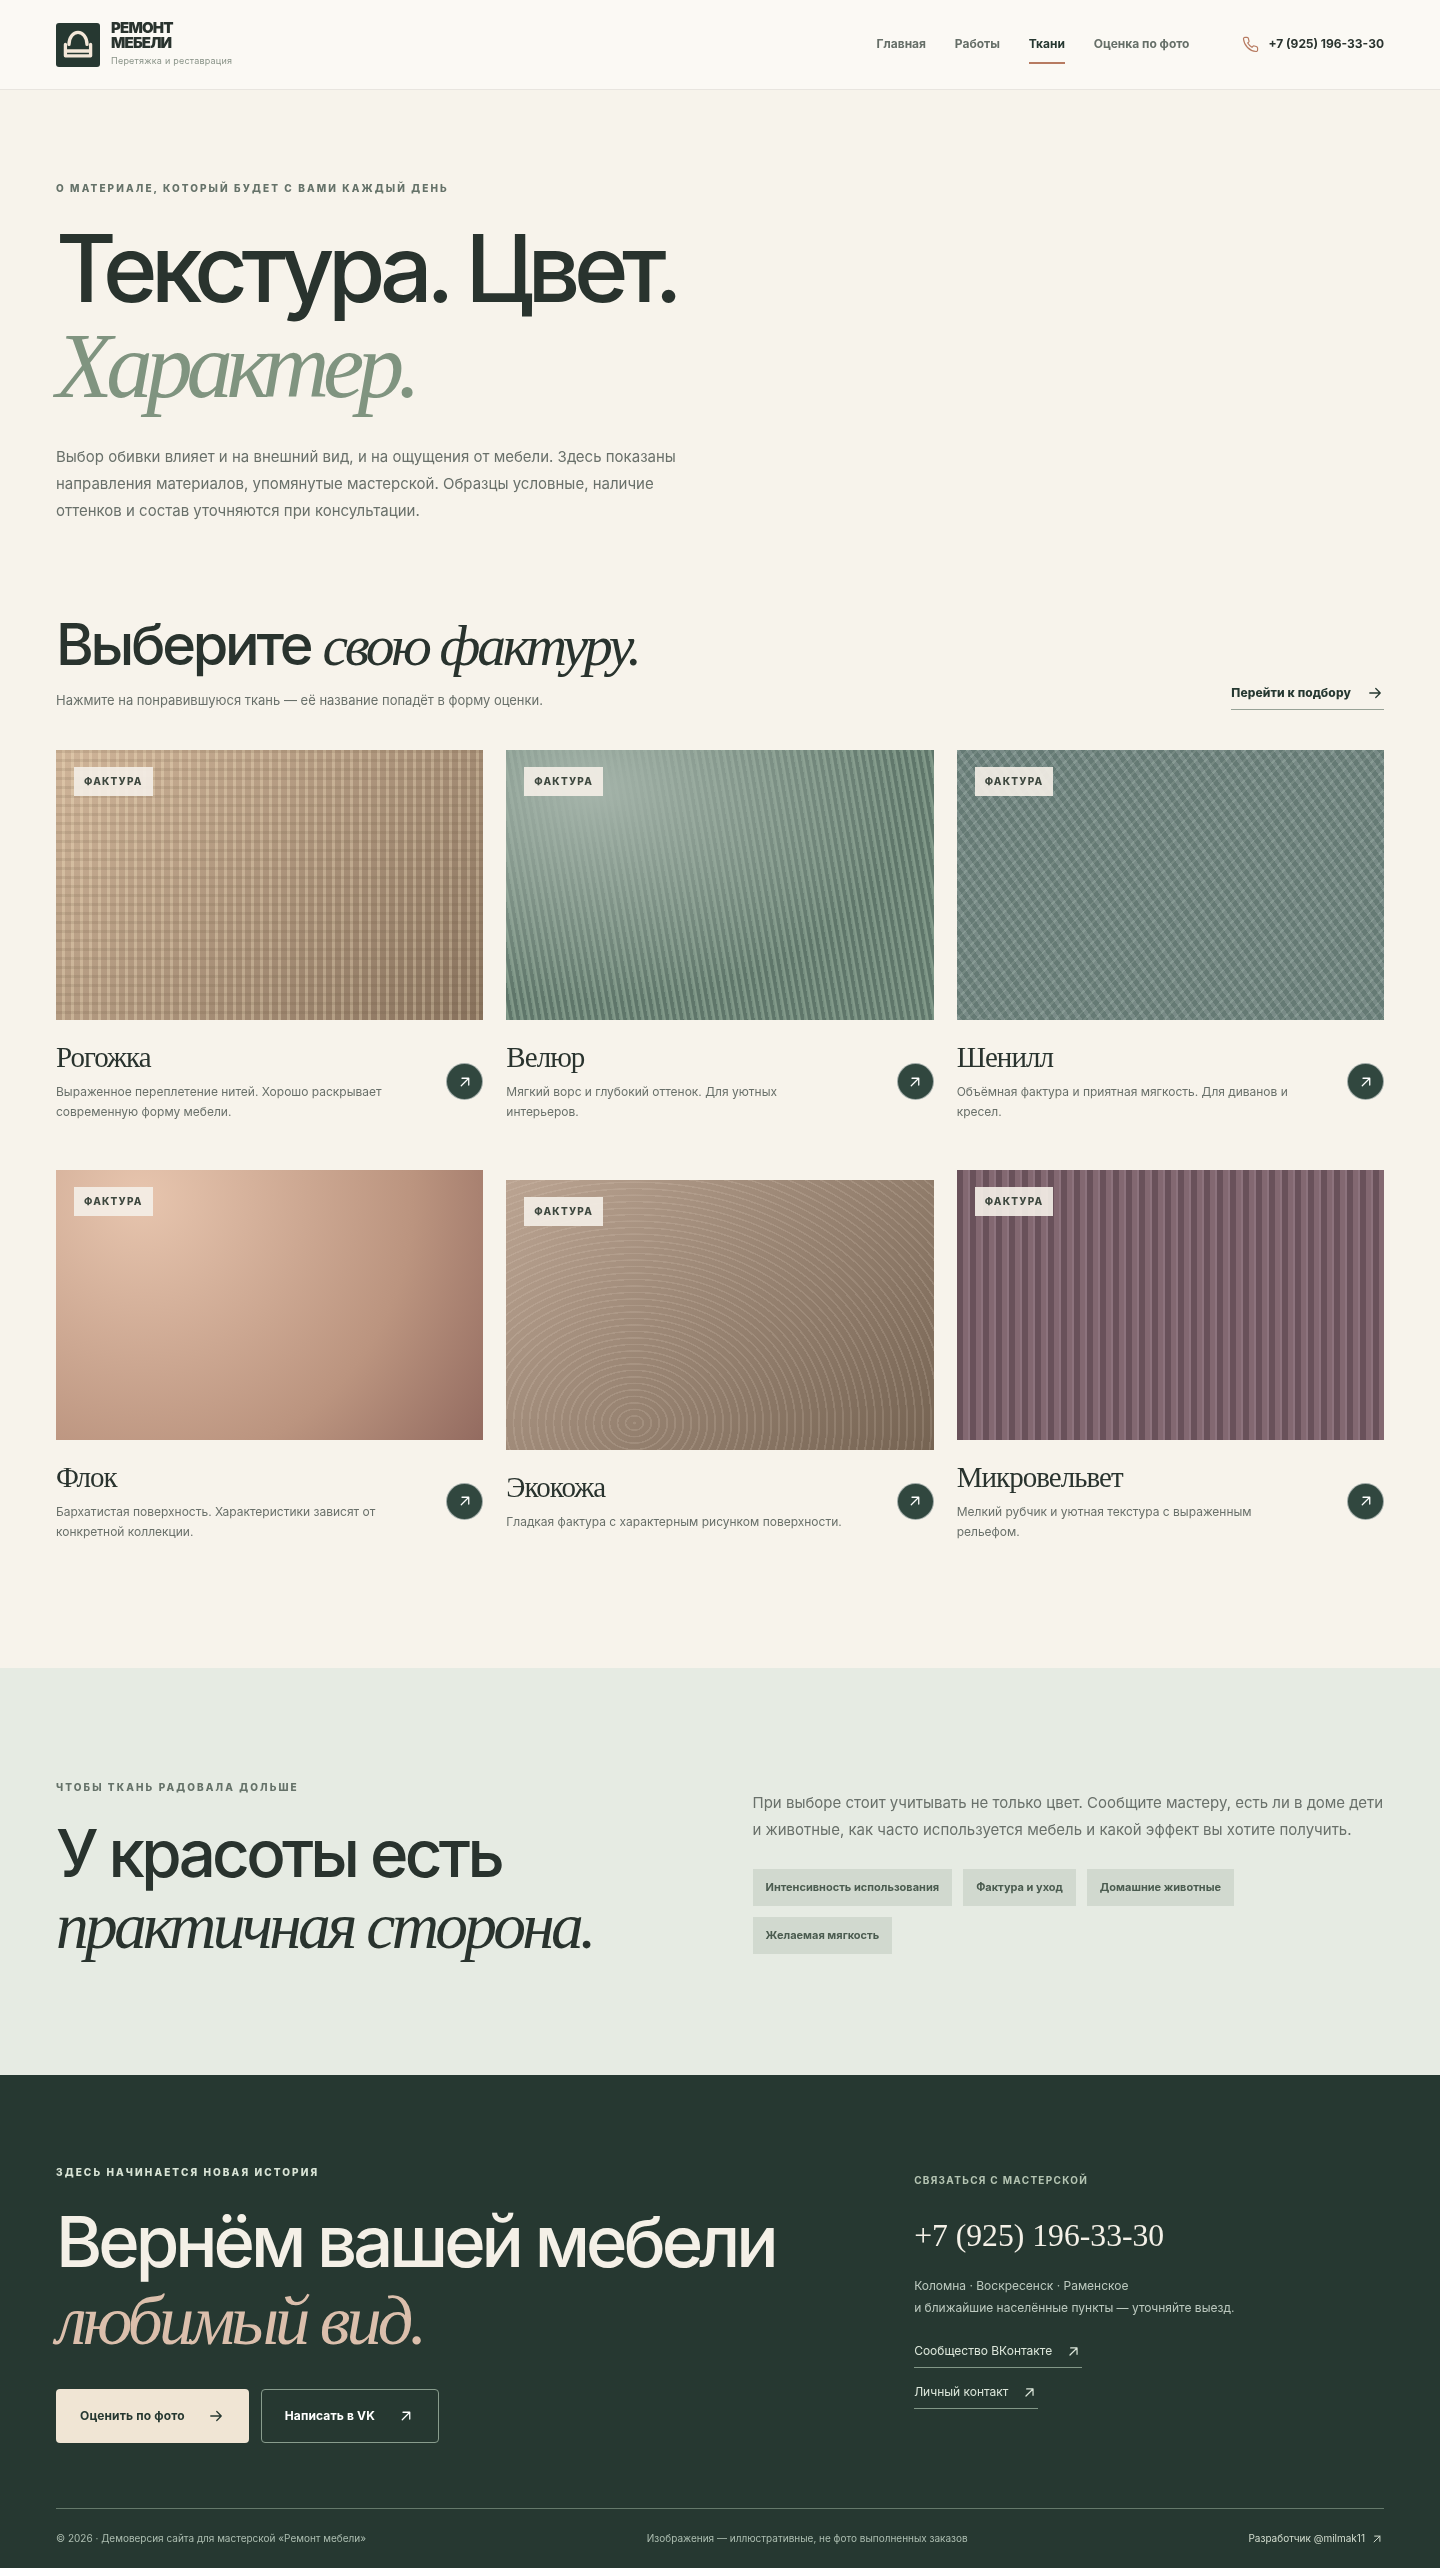 РЕМОНТ
МЕБЕЛИ
Перетяжка и реставрация
Главная
Работы
Ткани
Оценка по фото
+7 (925) 196-33-30
О МАТЕРИАЛЕ, КОТОРЫЙ БУДЕТ С ВАМИ КАЖДЫЙ ДЕНЬ
Текстура. Цвет.
Характер.
Выбор обивки влияет и на внешний вид, и на ощущения от мебели. Здесь показаны
направления материалов, упомянутые мастерской. Образцы условные, наличие
оттенков и состав уточняются при консультации.
Выберите свою фактуру.
Нажмите на понравившуюся ткань — её название попадёт в форму оценки.
Перейти к подбору
ФАКТУРА
ФАКТУРА
ФАКТУРА
Рогожка
Выраженное переплетение нитей. Хорошо раскрывает
современную форму мебели.
Велюр
Мягкий ворс и глубокий оттенок. Для уютных
интерьеров.
Шенилл
Объёмная фактура и приятная мягкость. Для диванов и
кресел.
ФАКТУРА
ФАКТУРА
ФАКТУРА
Флок
Бархатистая поверхность. Характеристики зависят от
конкретной коллекции.
Экокожа
Гладкая фактура с характерным рисунком поверхности.
Микровельвет
Мелкий рубчик и уютная текстура с выраженным
рельефом.
ЧТОБЫ ТКАНЬ РАДОВАЛА ДОЛЬШЕ
У красоты есть
практичная сторона.
При выборе стоит учитывать не только цвет. Сообщите мастеру, есть ли в доме дети
и животные, как часто используется мебель и какой эффект вы хотите получить.
Интенсивность использования
Фактура и уход
Домашние животные
Желаемая мягкость
ЗДЕСЬ НАЧИНАЕТСЯ НОВАЯ ИСТОРИЯ
Вернём вашей мебели
любимый вид.
Оценить по фото
Написать в VK
СВЯЗАТЬСЯ С МАСТЕРСКОЙ
+7 (925) 196-33-30
Коломна · Воскресенск · Раменское
и ближайшие населённые пункты — уточняйте выезд.
Сообщество ВКонтакте
Личный контакт
© 2026 · Демоверсия сайта для мастерской «Ремонт мебели»
Изображения — иллюстративные, не фото выполненных заказов
Разработчик @milmak11